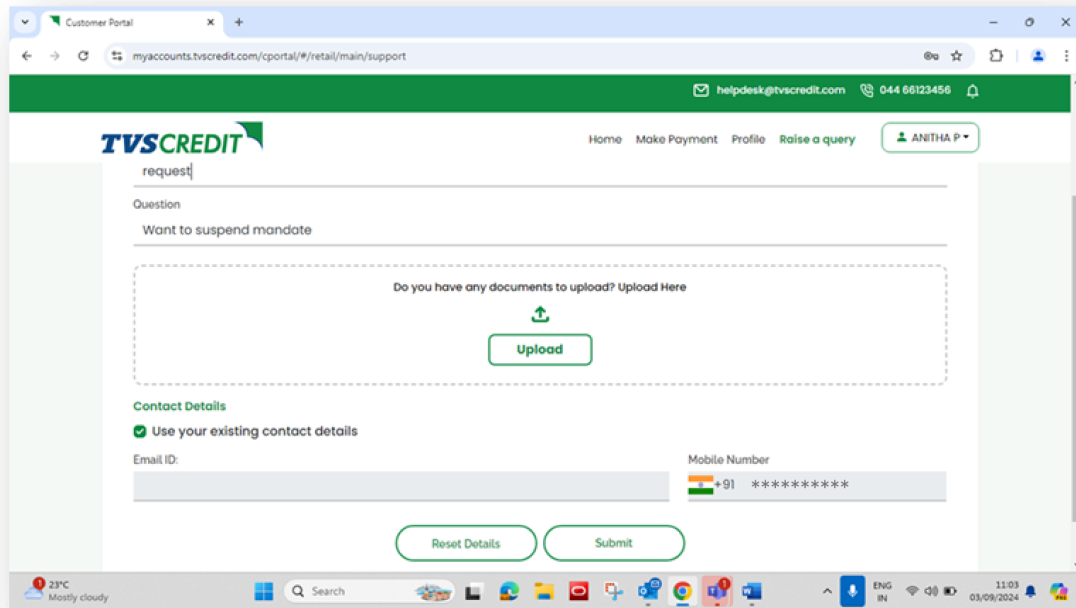 Customer Portal
myaccounts.tvscredit.com/cportal/#/retail/main/support
helpdesk@tvscredit.com 044 66123456
TVSCREDIT Home Make Payment Profile Raise a query ANITHA P
request
Question
Want to suspend mandate
Do you have any documents to upload? Upload Here
Upload
Contact Details
Use your existing contact details
Email ID: Mobile Number
+91 **********
Reset Details Submit
1 23°C Search 1 ENG 11:03
Mostly cloudy IN 03/09/2024